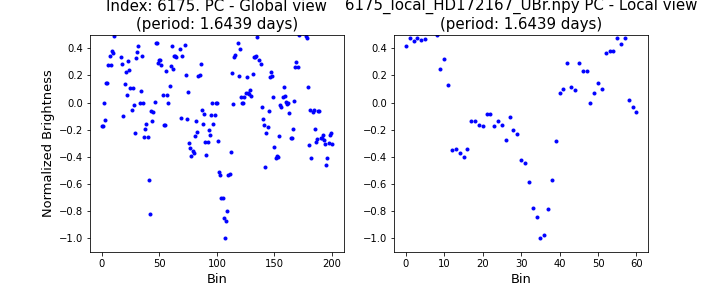 Index: 6175. PC - Global view
(period: 1.6439 days)
6175_local_HD172167_UBr.npy PC - Local view
(period: 1.6439 days)
Normalized Brightness
0.4
0.2
0.0
−0.2
−0.4
−0.6
−0.8
−1.0
0 50 100 150 200
Bin
0.4
0.2
0.0
−0.2
−0.4
−0.6
−0.8
−1.0
0 10 20 30 40 50 60
Bin